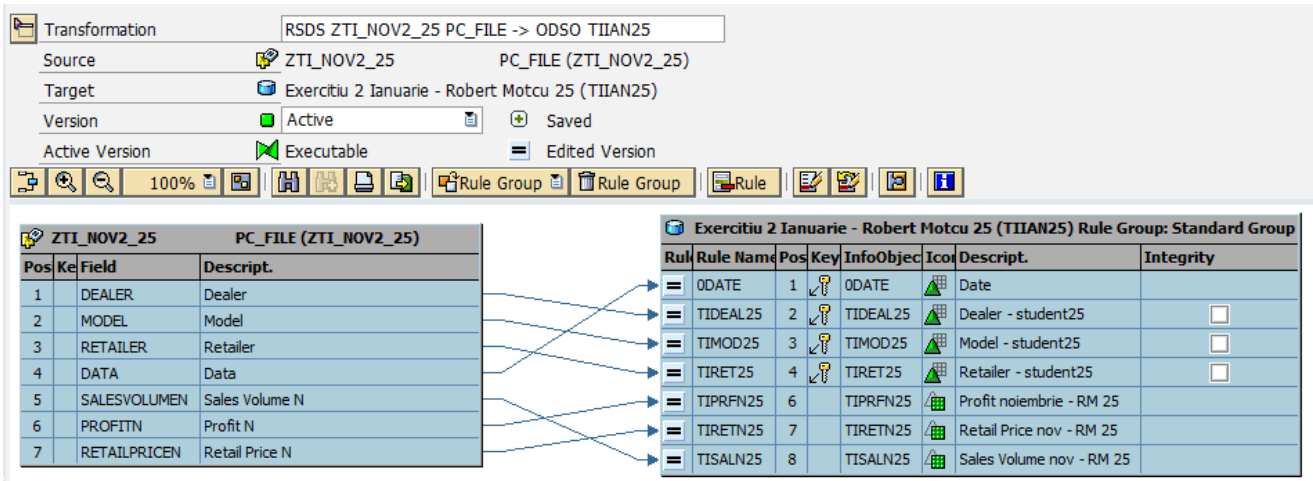 Transformation RSDS ZTI_NOV2_25 PC_FILE -> ODSO TIIAN25
Source ZTI_NOV2_25 PC_FILE (ZTI_NOV2_25)
Target Exercitiu 2 Ianuarie - Robert Motcu 25 (TIIAN25)
Version Active Saved
Active Version Executable Edited Version
100% Rule Group Rule Group Rule
ZTI_NOV2_25 PC_FILE (ZTI_NOV2_25)
Pos Ke Field Descript.
1 DEALER Dealer
2 MODEL Model
3 RETAILER Retailer
4 DATA Data
5 SALESVOLUMEN Sales Volume N
6 PROFITN Profit N
7 RETAILPRICEN Retail Price N
Exercitiu 2 Ianuarie - Robert Motcu 25 (TIIAN25) Rule Group: Standard Group
Rul Rule Name Pos Key InfoObjec Icon Descript. Integrity
0DATE 1 0DATE Date
TIDEAL25 2 TIDEAL25 Dealer - student25
TIMOD25 3 TIMOD25 Model - student25
TIRET25 4 TIRET25 Retailer - student25
TIPRFN25 6 TIPRFN25 Profit noiembrie - RM 25
TIRETN25 7 TIRETN25 Retail Price nov - RM 25
TISALN25 8 TISALN25 Sales Volume nov - RM 25